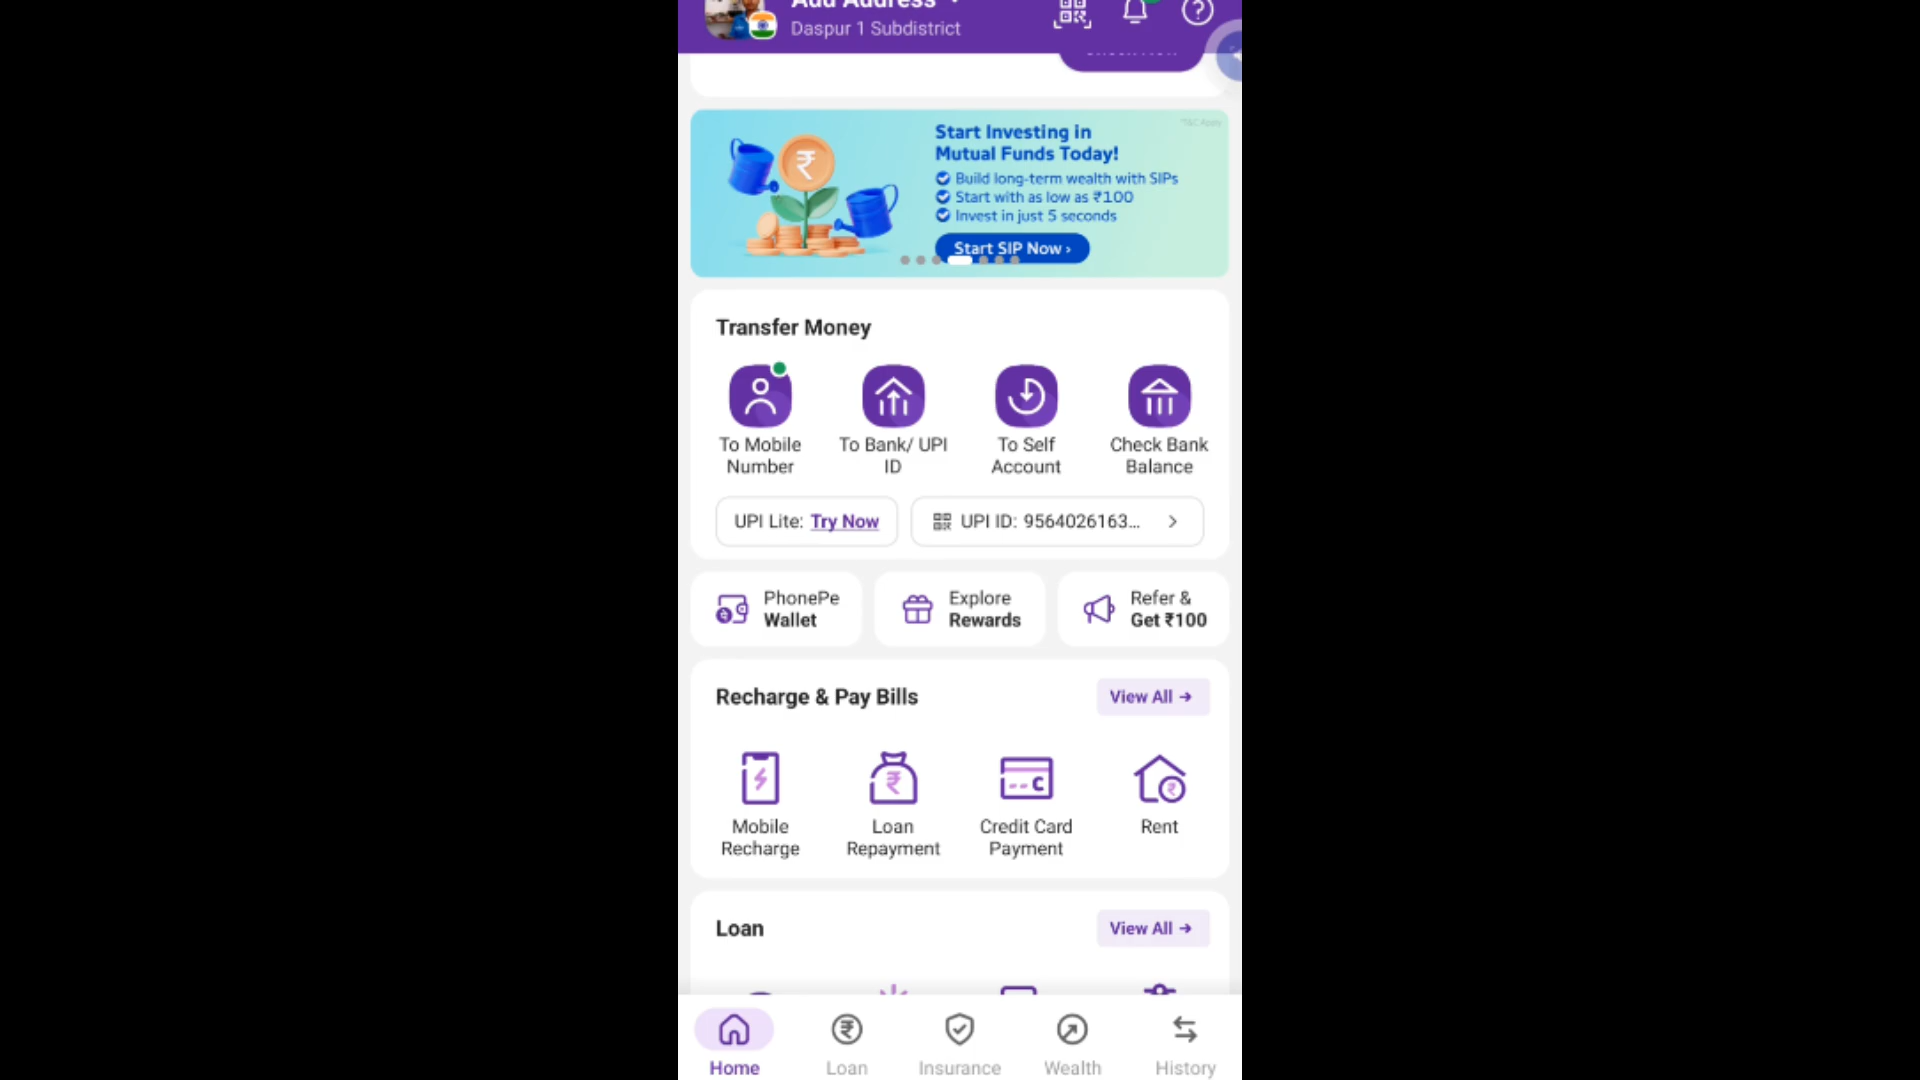 Add Address
Daspur 1 Subdistrict
*T&C Apply
Start Investing in
Mutual Funds Today!
Build long-term wealth with SIPs
Start with as low as ₹100
Invest in just 5 seconds
Start SIP Now ›
Transfer Money
To Mobile
Number
To Bank/ UPI
ID
To Self
Account
Check Bank
Balance
UPI Lite: Try Now
UPI ID: 9564026163...
PhonePe
Wallet
Explore
Rewards
Refer &
Get ₹100
Recharge & Pay Bills
View All →
Mobile
Recharge
Loan
Repayment
Credit Card
Payment
Rent
Loan
View All →
Home
Loan
Insurance
Wealth
History